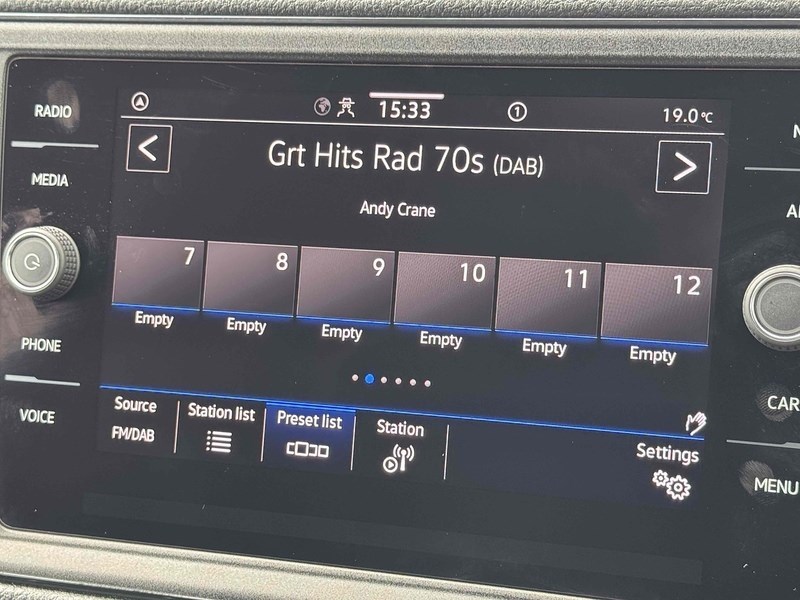 RADIO
MEDIA
PHONE
VOICE
15:33
1
19.0°C
Grt Hits Rad 70s (DAB)
Andy Crane
7 8 9 10 11 12
Empty Empty Empty Empty Empty Empty
Source Station list Preset list Station Settings
FM/DAB
CAR
MENU